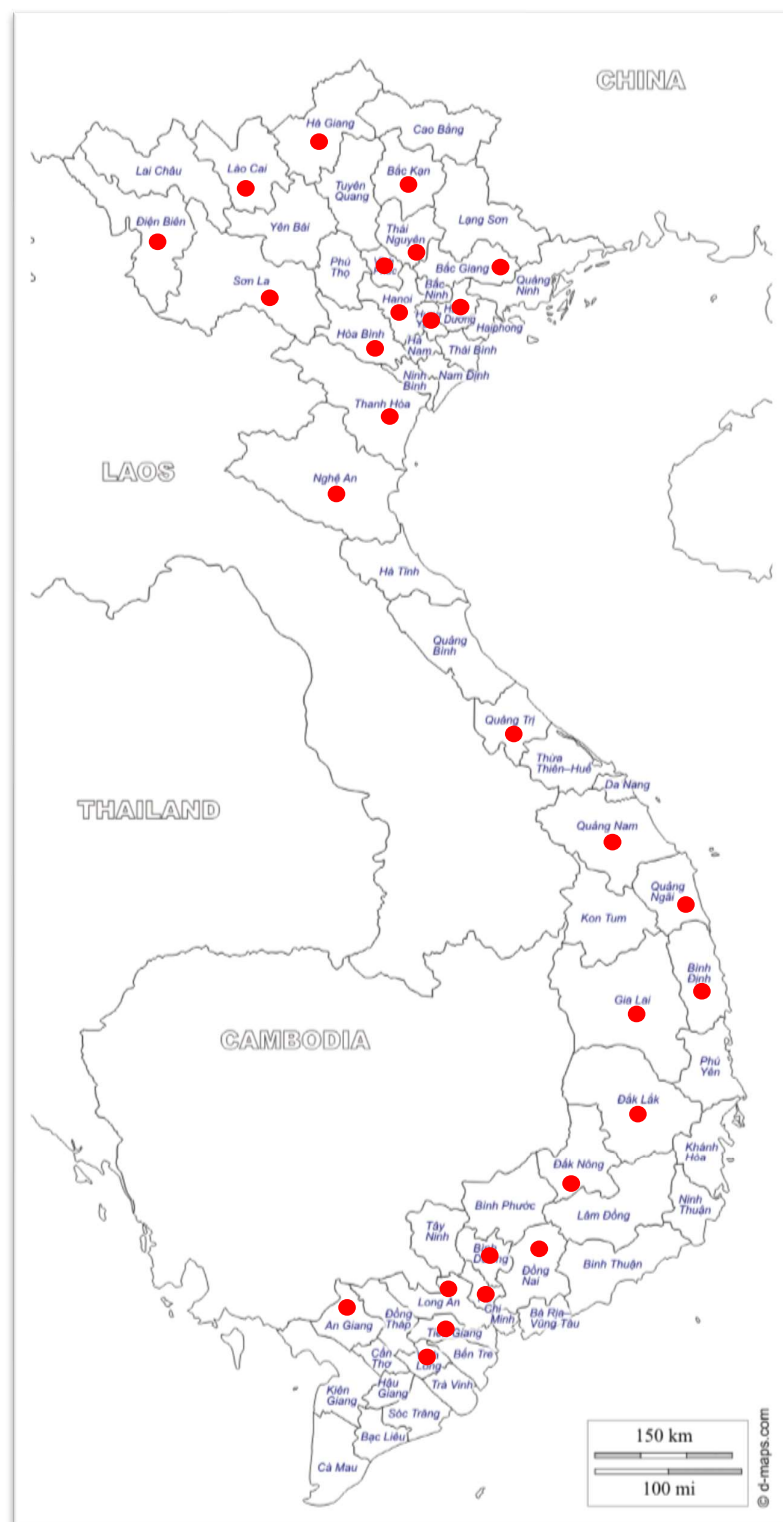 CHINA
Hà Giang
Cao Bằng
Lai Châu
Lào Cai
Tuyên
Quang
Bắc Kạn
Điện Biên
Yên Bái
Lạng Sơn
Thái
Nguyên
Phú
Thọ
Bắc Giang
Quảng
Ninh
Sơn La
Bắc
Ninh
Hanoi
Dương
Haiphong
Hòa Bình
Hà
Nam
Thái Bình
Ninh
Bình
Nam Định
Thanh Hóa
LAOS
Nghệ An
Hà Tĩnh
Quảng
Bình
Quảng Trị
Thừa
Thiên–Huế
Da Nang
THAILAND
Quảng Nam
Quảng
Ngãi
Kon Tum
Bình
Định
Gia Lai
CAMBODIA
Phú
Yên
Đắk Lắk
Khánh
Hòa
Đắk Nông
Bình Phước
Ninh
Thuận
Lâm Đồng
Tây
Ninh
Đồng
Nai
Bình Thuận
Long An
Chi
Minh
Bà Rịa–
Vũng Tàu
An Giang
Đồng
Tháp
Giang
Cần
Thơ
Bến Tre
Long
Trà Vinh
Kiên
Giang
Hậu
Giang
Sóc Trăng
Bạc Liêu
Cà Mau
150 km
100 mi
© d-maps.com